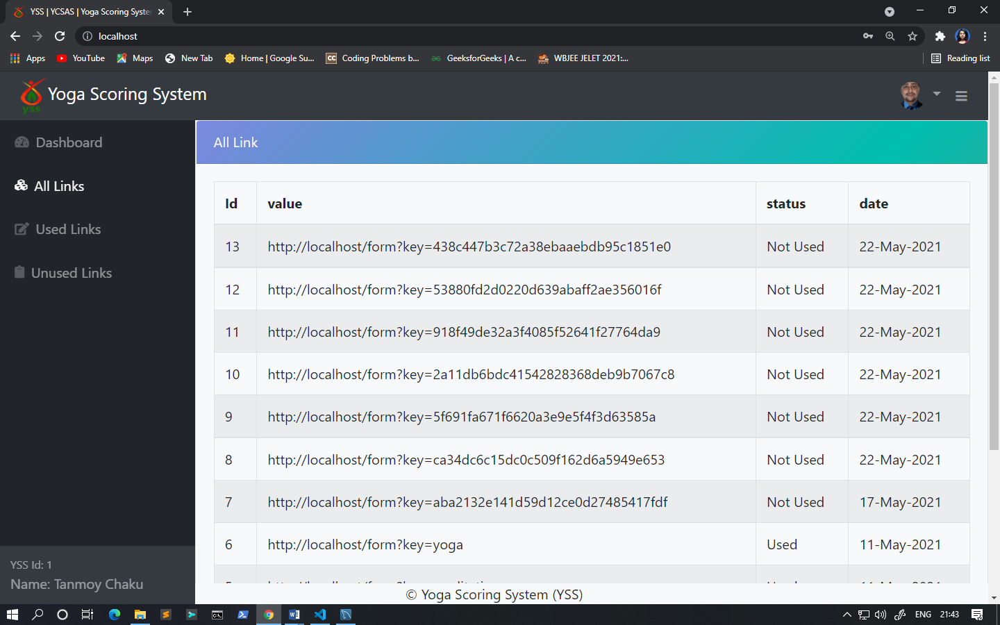 YSS | YCSAS | Yoga Scoring Syste
localhost
Apps YouTube Maps New Tab Home | Google Su... CC Coding Problems b... GeeksforGeeks | A c... WBJEE JELET 2021:... Reading list
yss Yoga Scoring System
Dashboard
All Links
Used Links
Unused Links
YSS Id: 1
Name: Tanmoy Chaku
All Link
Id value status date
13 http://localhost/form?key=438c447b3c72a38ebaaebdb95c1851e0 Not Used 22-May-2021
12 http://localhost/form?key=53880fd2d0220d639abaff2ae356016f Not Used 22-May-2021
11 http://localhost/form?key=918f49de32a3f4085f52641f27764da9 Not Used 22-May-2021
10 http://localhost/form?key=2a11db6bdc41542828368deb9b7067c8 Not Used 22-May-2021
9 http://localhost/form?key=5f691fa671f6620a3e9e5f4f3d63585a Not Used 22-May-2021
8 http://localhost/form?key=ca34dc6c15dc0c509f162d6a5949e653 Not Used 22-May-2021
7 http://localhost/form?key=aba2132e141d59d12ce0d27485417fdf Not Used 17-May-2021
6 http://localhost/form?key=yoga Used 11-May-2021
© Yoga Scoring System (YSS)
ENG 21:43